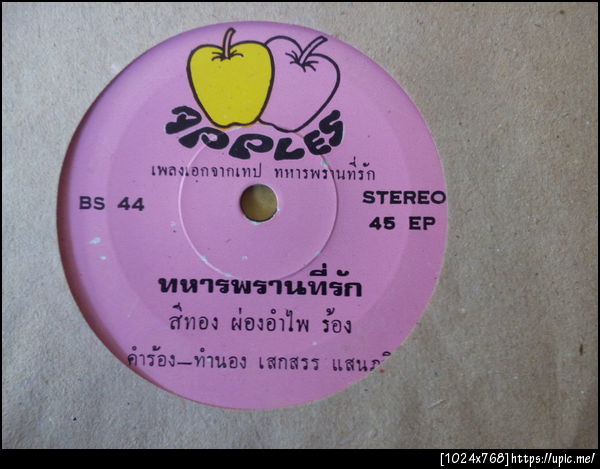 APPLES
เพลงเอกจากเทป ทหารพรานที่รัก
BS 44
STEREO
45 EP
ทหารพรานที่รัก
สีทอง ผ่องอำไพ ร้อง
คำร้อง—ทำนอง เสกสรร
[1024x768]https://upic.me/